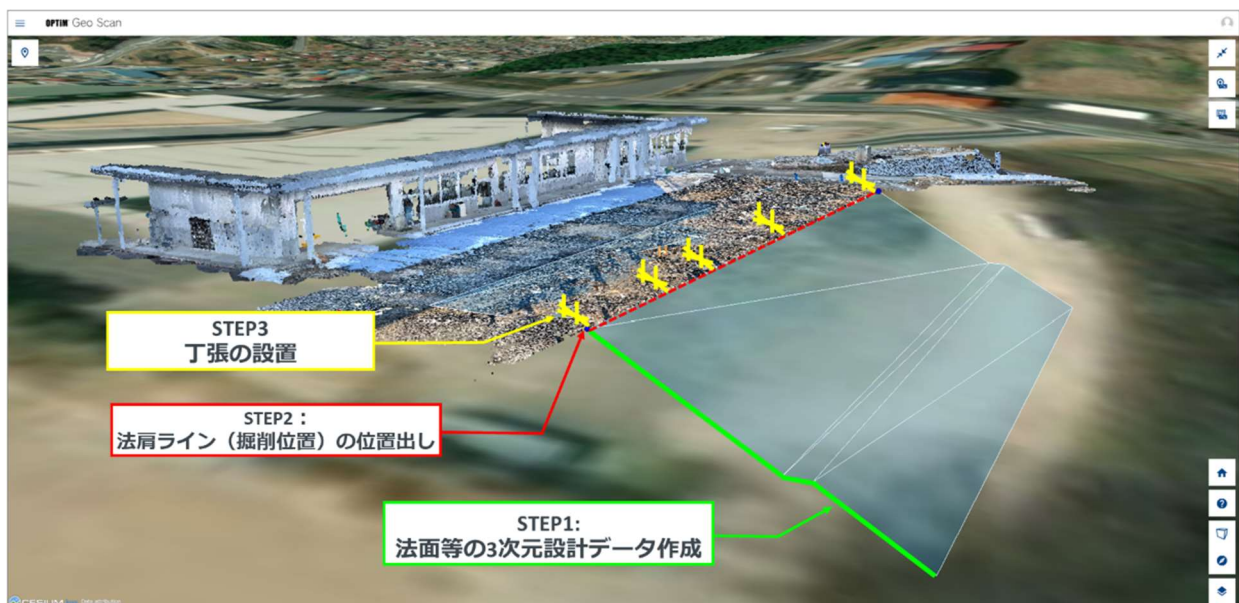 OPTiM Geo Scan
STEP3
丁張の設置
STEP2：
法肩ライン（掘削位置）の位置出し
STEP1:
法面等の3次元設計データ作成
CESIUM